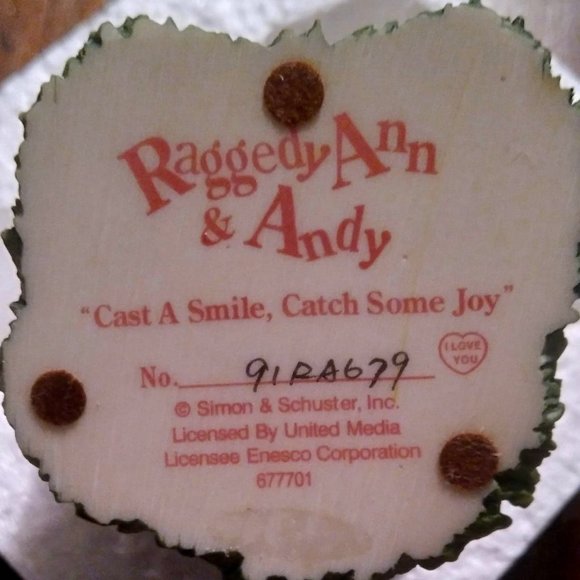 Raggedy Ann
& Andy
"Cast A Smile, Catch Some Joy"
I LOVE
YOU
No. 91RA679
© Simon & Schuster, Inc.
Licensed By United Media
Licensee Enesco Corporation
677701